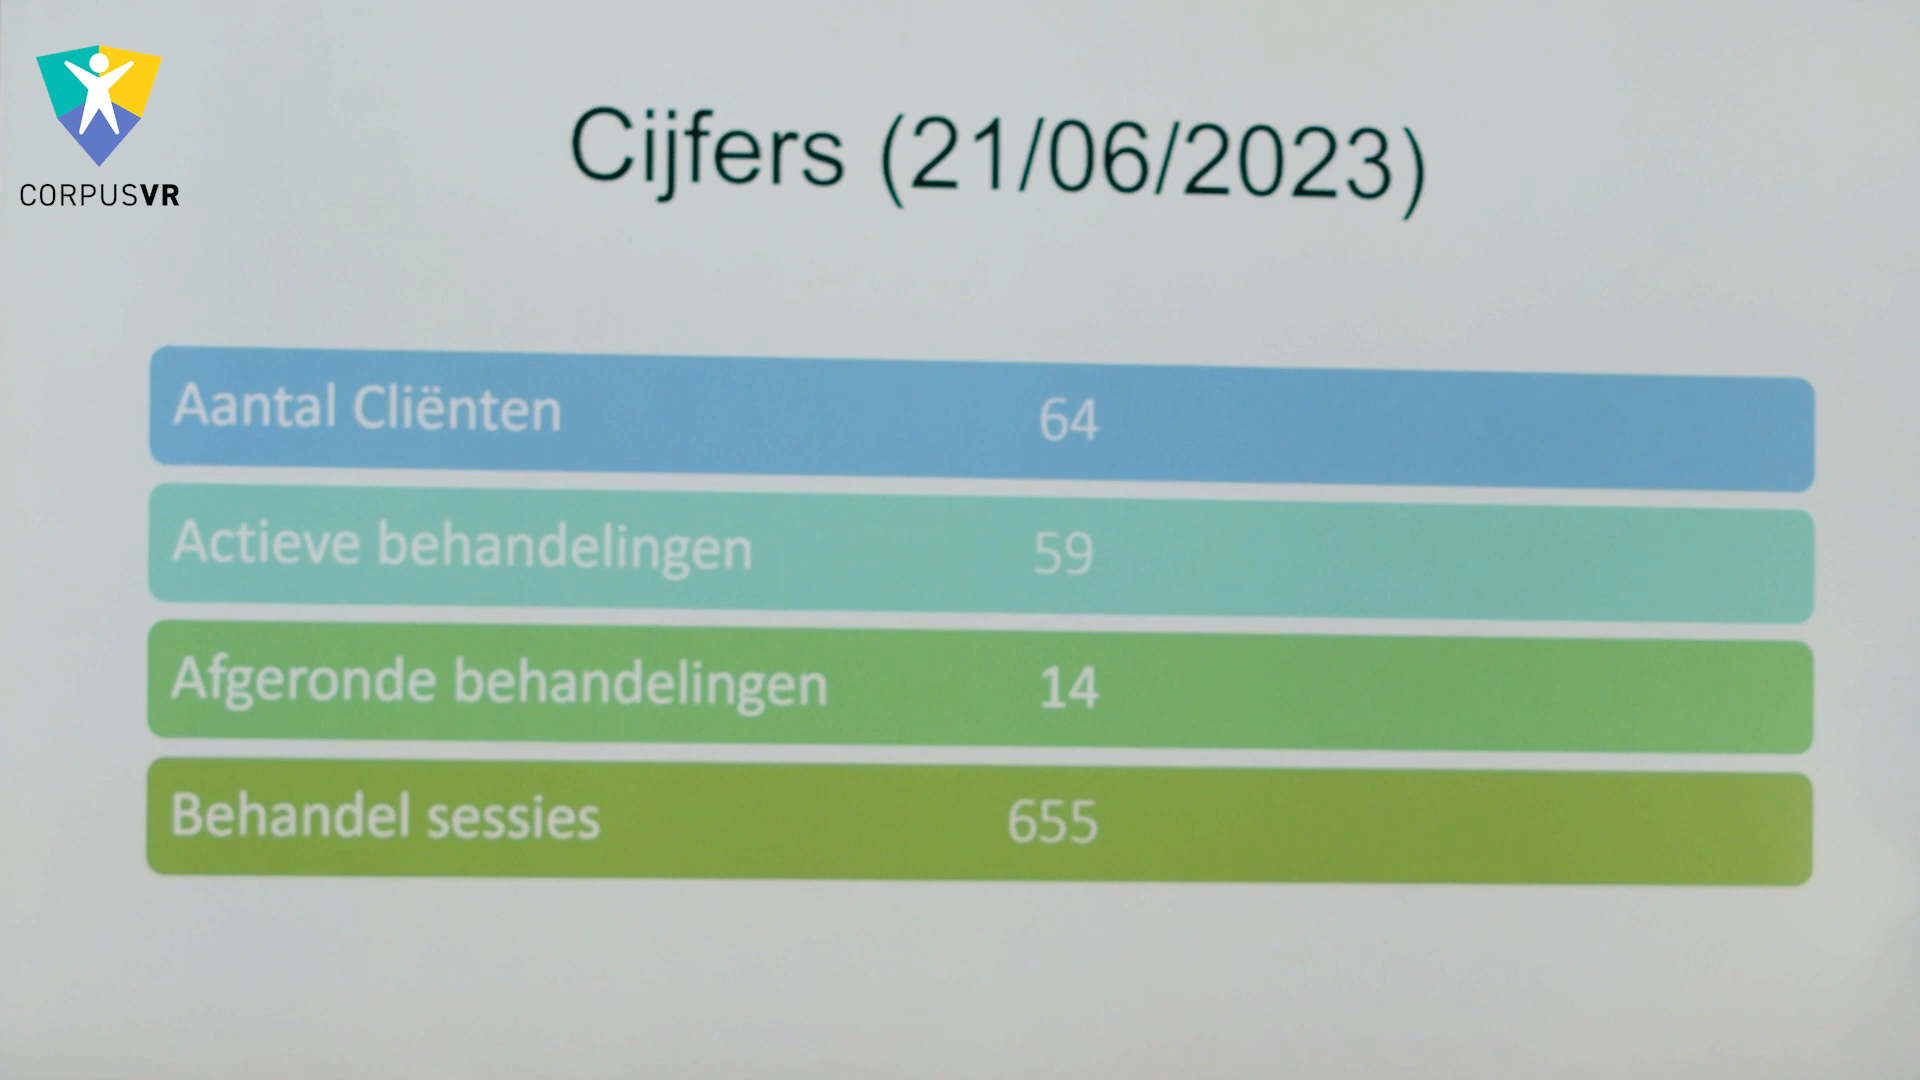 CORPUSVR
Cijfers (21/06/2023)
Aantal Cliënten 64
Actieve behandelingen 59
Afgeronde behandelingen 14
Behandel sessies 655